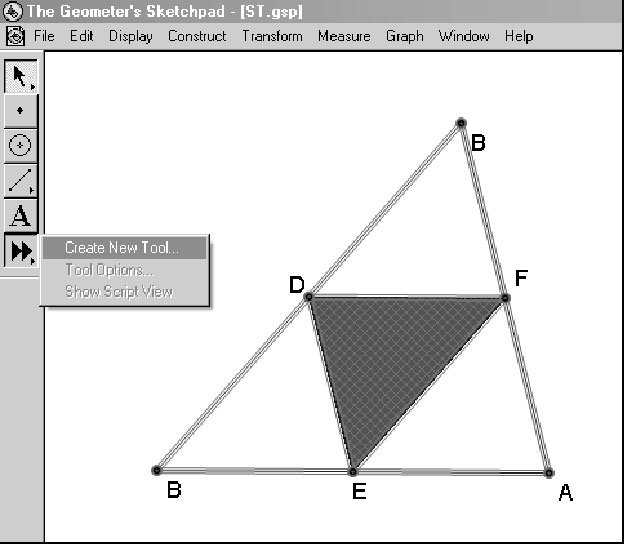 The Geometer's Sketchpad - [ST.gsp]
File Edit Display Construct Transform Measure Graph Window Help
B
A
Create New Tool...
Tool Options...
Show Script View
D F
B E A